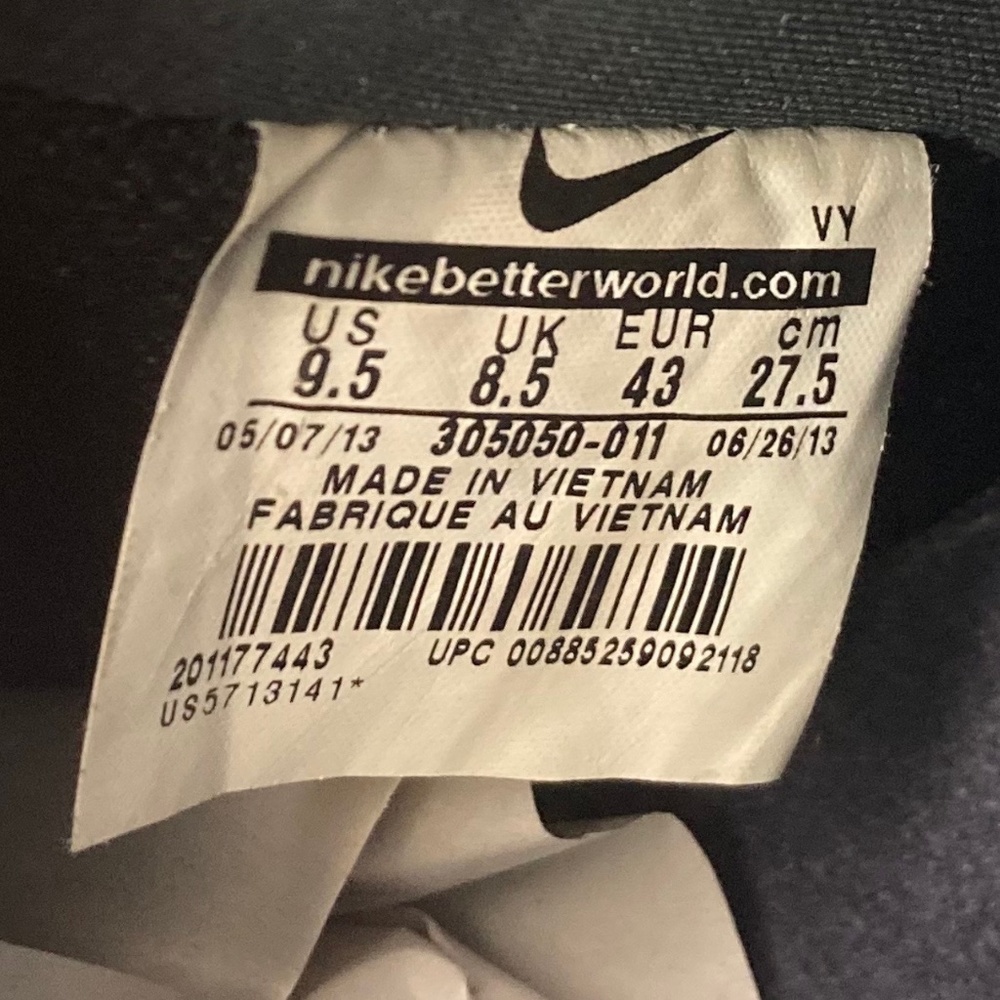 VY
nikebetterworld.com
US UK EUR cm
9.5 8.5 43 27.5
05/07/13 305050-011 06/26/13
MADE IN VIETNAM
FABRIQUE AU VIETNAM
201177443 UPC 00885259092118
US5713141*